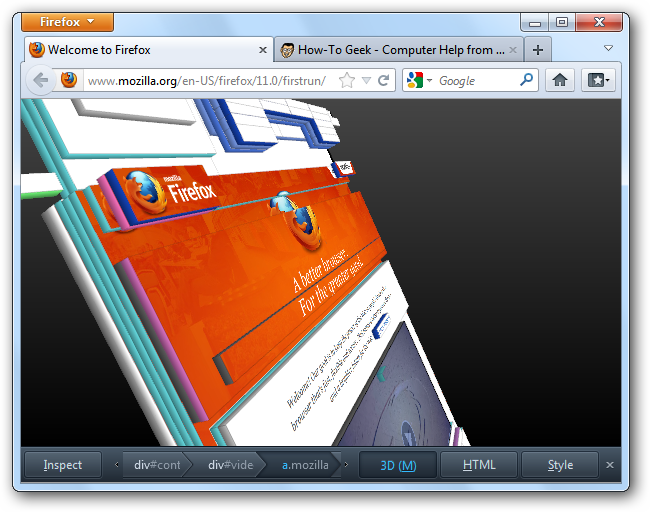 Firefox
Welcome to Firefox
How-To Geek - Computer Help from ...
www.mozilla.org/en-US/firefox/11.0/firstrun/
Google
mozilla
Firefox
A better browser.
For the greater good.
Inspect
div#cont
div#vide
a.mozilla
3D (M)
HTML
Style